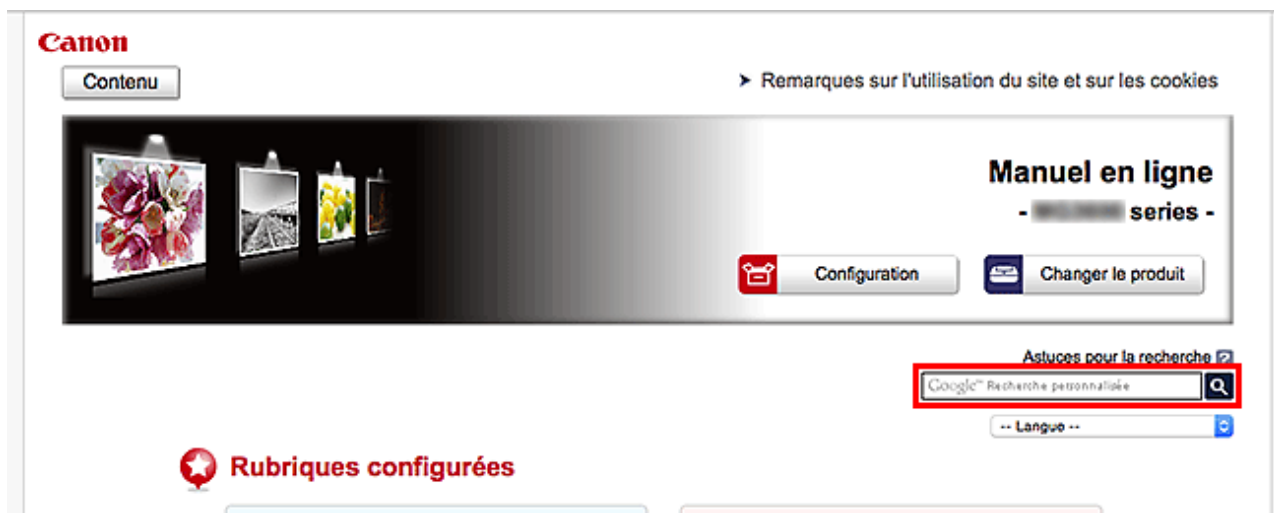 Canon
Contenu
➤ Remarques sur l'utilisation du site et sur les cookies
Manuel en ligne
- series -
Configuration
Changer le produit
Astuces pour la recherche ?
Google™ Recherche personnalisée
-- Langue --
Rubriques configurées